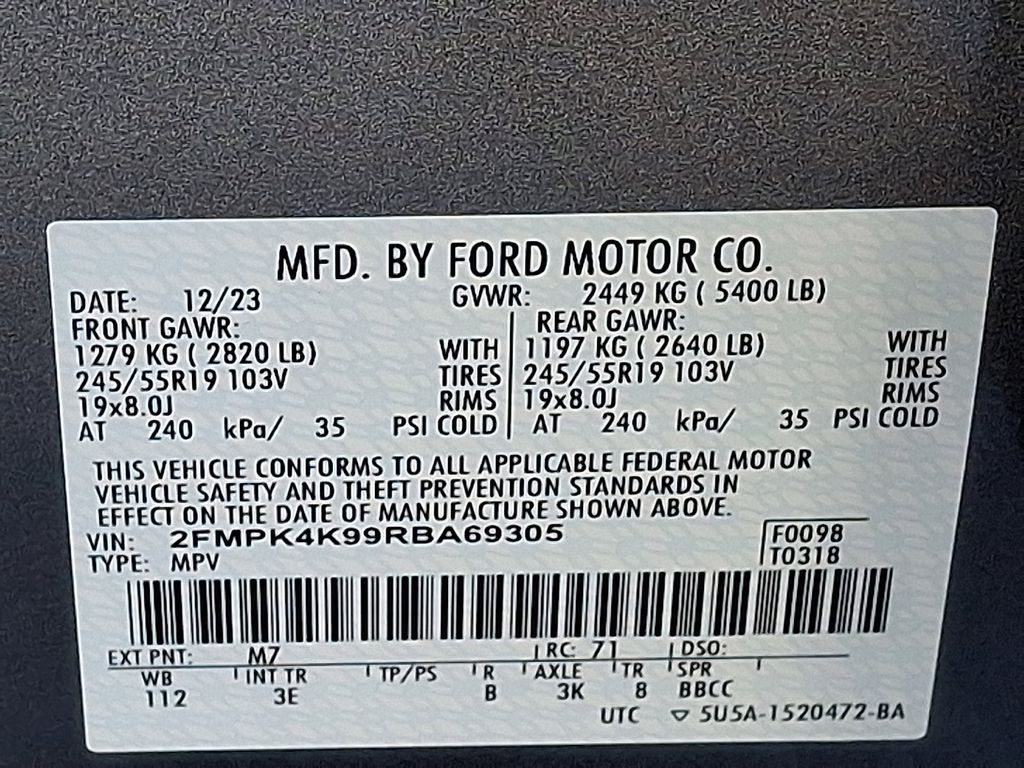 MFD. BY FORD MOTOR CO.
DATE: 12/23 GVWR: 2449 KG ( 5400 LB)
FRONT GAWR: REAR GAWR:
1279 KG ( 2820 LB) WITH 1197 KG ( 2640 LB) WITH
245/55R19 103V TIRES 245/55R19 103V TIRES
19x8.0J RIMS 19x8.0J RIMS
AT 240 kPa/ 35 PSI COLD AT 240 kPa/ 35 PSI COLD
THIS VEHICLE CONFORMS TO ALL APPLICABLE FEDERAL MOTOR
VEHICLE SAFETY AND THEFT PREVENTION STANDARDS IN
EFFECT ON THE DATE OF MANUFACTURE SHOWN ABOVE.
VIN: 2FMPK4K99RBA69305 F0098
TYPE: MPV T0318
EXT PNT: M7 RC: 71 DSO:
WB INT TR TP/PS R AXLE TR SPR
112 3E B 3K 8 BBCC
UTC ▽ 5U5A-1520472-BA